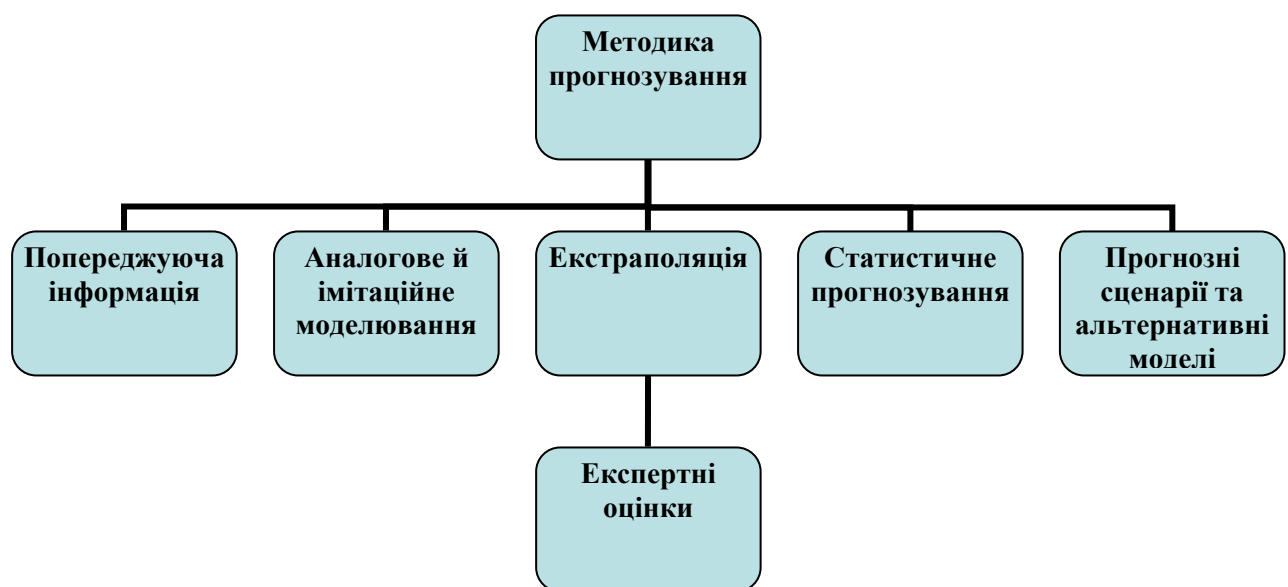 Методика
прогнозування
Попереджуюча
інформація
Аналогове й
імітаційне
моделювання
Екстраполяція
Статистичне
прогнозування
Прогнозні
сценарії та
альтернативні
моделі
Експертні
оцінки